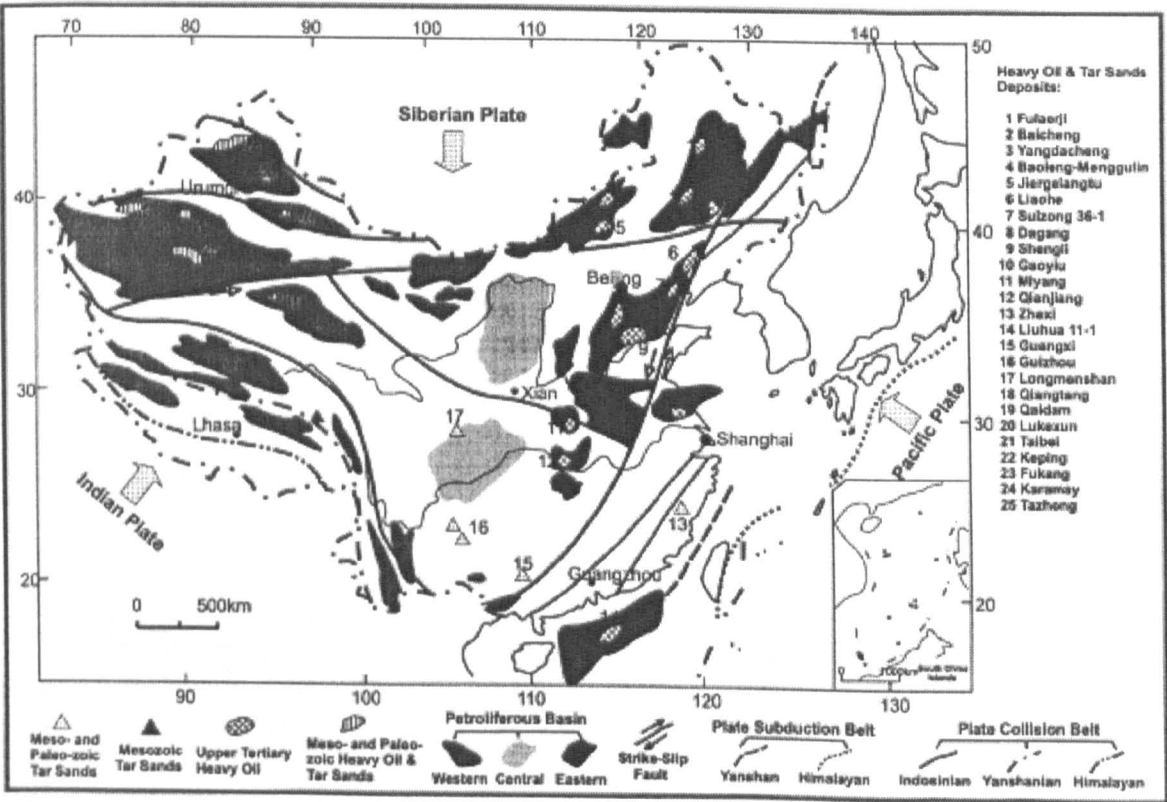 70 80 90 100 110 120 130 140
50
Heavy Oil & Tar Sands
Deposits:
1 Fulaerji
2 Baicheng
3 Yangdacheng
4 Baoleng-Menggulin
5 Jiergelangtu
6 Liaohe
7 Suizong 36-1
8 Dagang
9 Shengli
10 Gaoyiu
11 Miyang
12 Qianjiang
13 Zhexi
14 Liuhua 11-1
15 Guangxi
16 Guizhou
17 Longmenshan
18 Qiangtang
19 Qaidam
20 Lukexun
21 Taibei
22 Keping
23 Fukang
24 Karamay
25 Tazhong
Siberian Plate
40
40
5
6
Beijing
9
30
30
Xian
17
Lhasa
Shanghai
Pacific Plate
Indian Plate
12
16
13
15
Guangzhou
20
20
0 500km
South China
Islands
90 100 110 120 130
Meso- and
Paleo-zoic
Tar Sands
Mesozoic
Tar Sands
Upper Tertiary
Heavy Oil
Meso- and Paleo-
zoic Heavy Oil &
Tar Sands
Petroliferous Basin
Western Central Eastern
Strike-Slip
Fault
Plate Subduction Belt
Yanshan Himalayan
Plate Collision Belt
Indosinian Yanshanian Himalayan